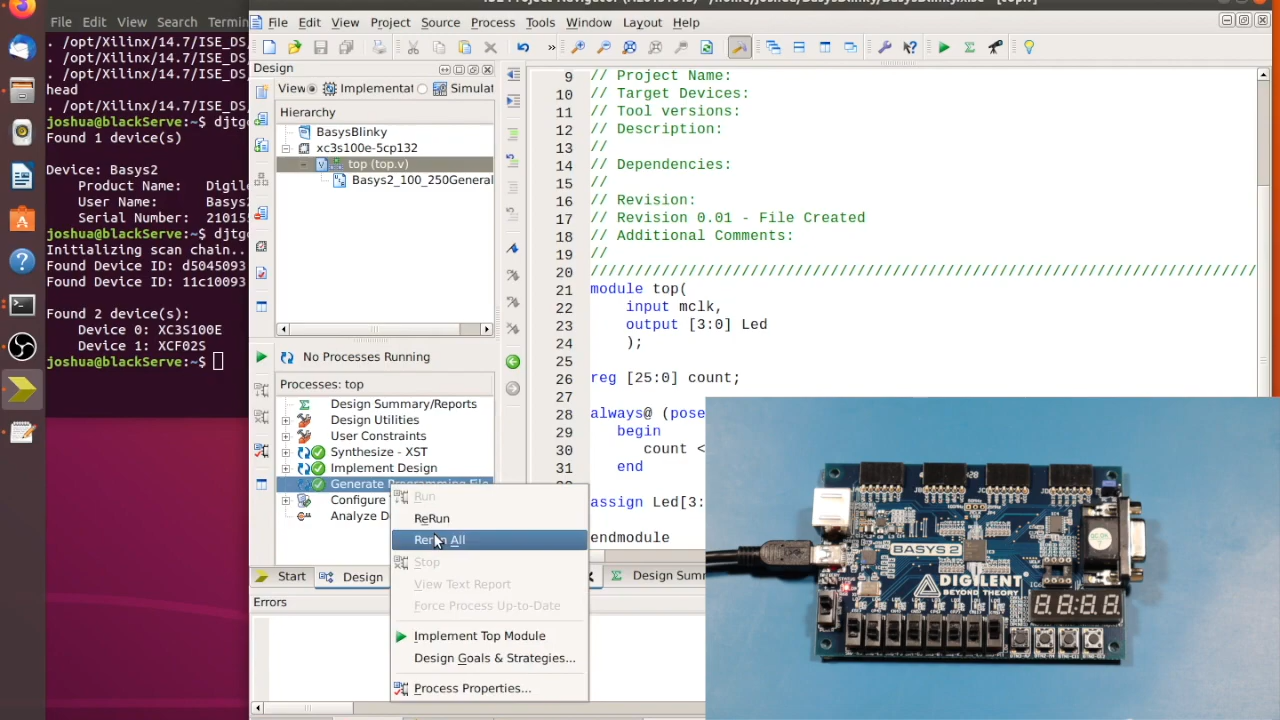 Edit View Search Termin
. /opt/Xilinx/14.7/ISE_DS
. /opt/Xilinx/14.7/ISE_DS
. /opt/Xilinx/14.7/ISE_DS
head
. /opt/Xilinx/14.7/ISE_DS
joshua@blackServe:~$ djtg
Found 1 device(s)
Device: Basys2
Product Name: Digile
User Name: Basys
Serial Number: 210155
joshua@blackServe:~$ djtg
Initializing scan chain..
Found Device ID: d5045093
Found Device ID: 11c10093
Found 2 device(s):
Device 0: XC3S100E
Device 1: XCF02S
joshua@blackServe:~$
File Edit View Project Source Process Tools Window Layout Help
Design
View: Implementat Simulat
Hierarchy
BasysBlinky
xc3s100e-5cp132
top (top.v)
Basys2_100_250General
No Processes Running
Processes: top
Design Summary/Reports
Design Utilities
User Constraints
Synthesize - XST
Implement Design
Generate Programming File
Configure
Analyze D
Run
ReRun
Rerun All
Stop
View Text Report
Force Process Up-to-Date
Implement Top Module
Design Goals & Strategies...
Process Properties...
Start Design
Design Sum
Errors
9 // Project Name:
10 // Target Devices:
11 // Tool versions:
12 // Description:
13 //
14 // Dependencies:
15 //
16 // Revision:
17 // Revision 0.01 - File Created
18 // Additional Comments:
19 //
20 ////////////////////////////////////////////////////////////////////////////
21 module top(
22 input mclk,
23 output [3:0] Led
24 );
25
26 reg [25:0] count;
27
28 always@ (pose
29 begin
30 count <
31 end
assign Led[3:
endmodule
BASYS 2
DIGILENT
BEYOND THEORY